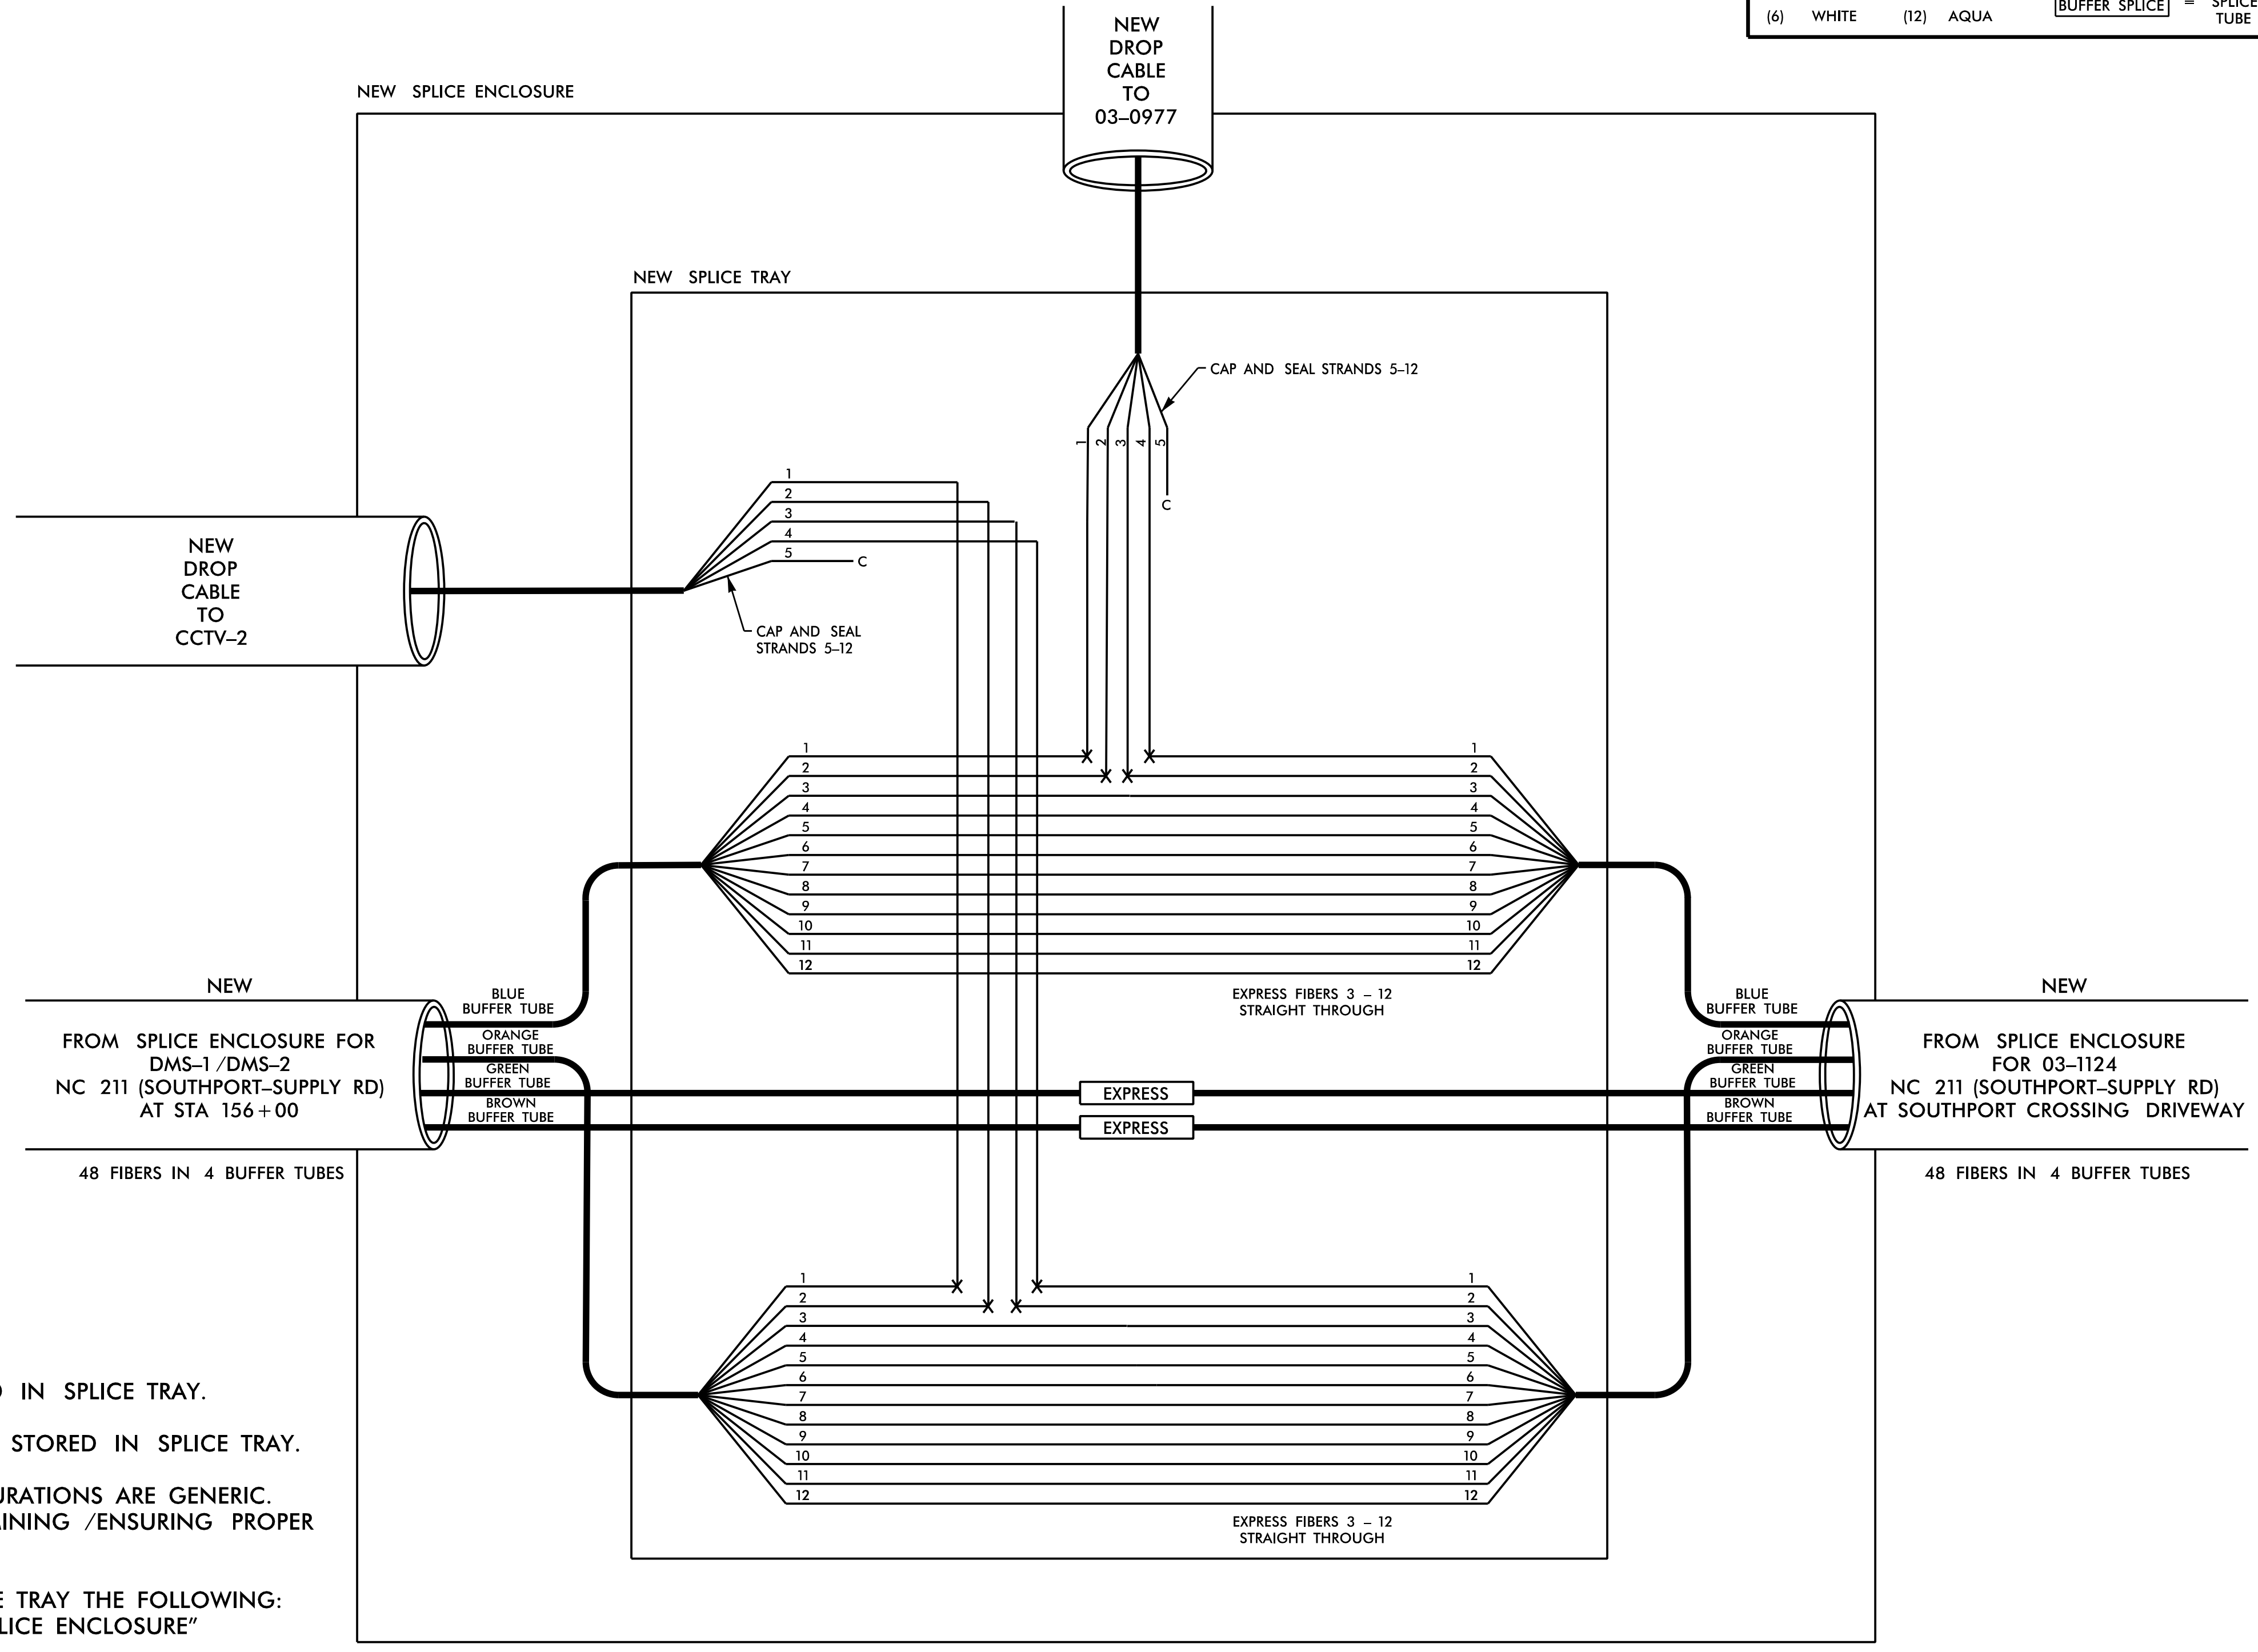 BUFFER SPLICE = SPLICE
(6) WHITE (12) AQUA TUBE
NEW
DROP
CABLE
TO
03–0977
NEW SPLICE ENCLOSURE
NEW SPLICE TRAY
CAP AND SEAL STRANDS 5–12
1 2 3 4 5
C
1
2
3
4
5 C
CAP AND SEAL
STRANDS 5–12
NEW
DROP
CABLE
TO
CCTV–2
1 1
2 2
3 3
4 4
5 5
6 6
7 7
8 8
9 9
10 10
11 11
12 12
EXPRESS FIBERS 3 – 12
STRAIGHT THROUGH
NEW
FROM SPLICE ENCLOSURE FOR
DMS–1 /DMS–2
NC 211 (SOUTHPORT–SUPPLY RD)
AT STA 156+00
48 FIBERS IN 4 BUFFER TUBES
BLUE
BUFFER TUBE
ORANGE
BUFFER TUBE
GREEN
BUFFER TUBE
BROWN
BUFFER TUBE
EXPRESS
EXPRESS
BLUE
BUFFER TUBE
ORANGE
BUFFER TUBE
GREEN
BUFFER TUBE
BROWN
BUFFER TUBE
NEW
FROM SPLICE ENCLOSURE
FOR 03–1124
NC 211 (SOUTHPORT–SUPPLY RD)
AT SOUTHPORT CROSSING DRIVEWAY
48 FIBERS IN 4 BUFFER TUBES
1 1
2 2
3 3
4 4
5 5
6 6
7 7
8 8
9 9
10 10
11 11
12 12
EXPRESS FIBERS 3 – 12
STRAIGHT THROUGH
IN SPLICE TRAY.
STORED IN SPLICE TRAY.
ARE GENERIC.
/ENSURING PROPER
TRAY THE FOLLOWING:
ENCLOSURE"